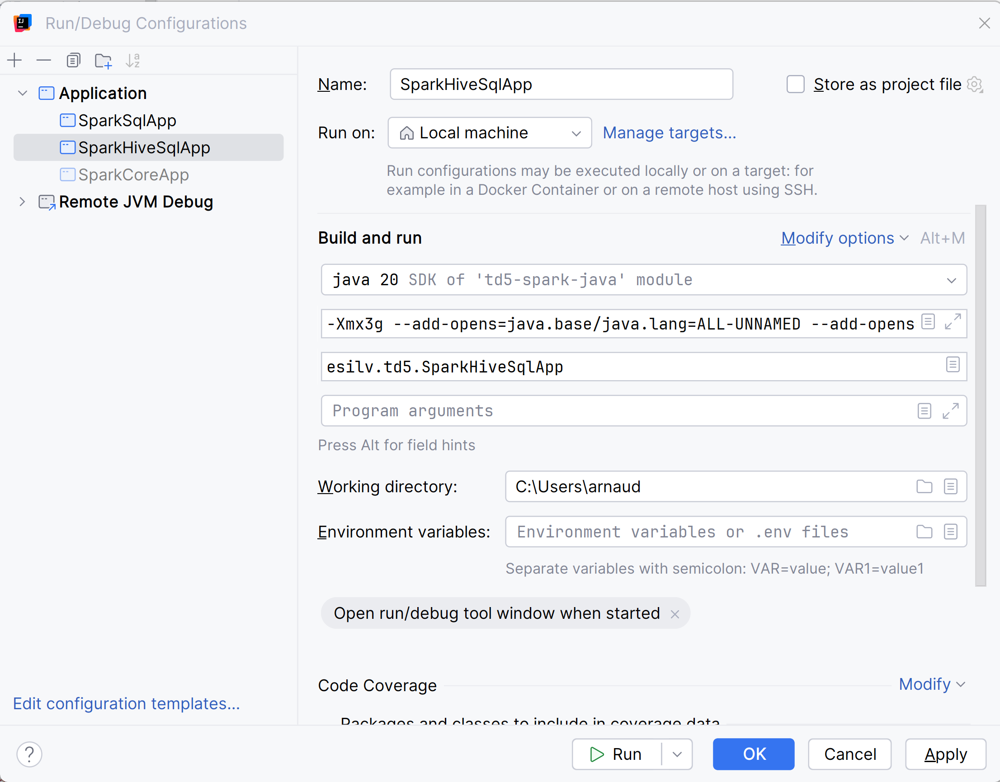 Run/Debug Configurations
Application
SparkSqlApp
SparkHiveSqlApp
SparkCoreApp
Remote JVM Debug
Edit configuration templates...
Name: SparkHiveSqlApp Store as project file
Run on: Local machine Manage targets...
Run configurations may be executed locally or on a target: for
example in a Docker Container or on a remote host using SSH.
Build and run Modify options Alt+M
java 20 SDK of 'td5-spark-java' module
-Xmx3g --add-opens=java.base/java.lang=ALL-UNNAMED --add-opens
esilv.td5.SparkHiveSqlApp
Program arguments
Press Alt for field hints
Working directory: C:\Users\arnaud
Environment variables: Environment variables or .env files
Separate variables with semicolon: VAR=value; VAR1=value1
Open run/debug tool window when started
Code Coverage Modify
Packages and classes to include in coverage data
? Run OK Cancel Apply